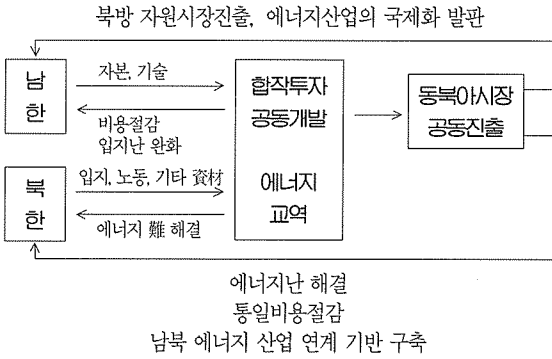 북방 자원시장진출, 에너지산업의 국제화 발판
남
한
자본, 기술
비용절감
입지난 완화
합작투자
공동개발
에너지
교역
동북아시장
공동진출
북
한
입지, 노동, 기타 資材
에너지 難 해결
에너지난 해결
통일비용절감
남북 에너지 산업 연계 기반 구축